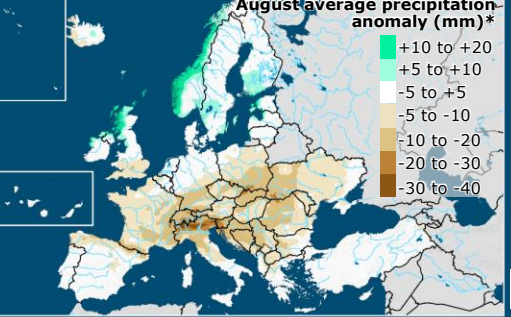 August average precipitation
anomaly (mm)*
+10 to +20
+5 to +10
-5 to +5
-5 to -10
-10 to -20
-20 to -30
-30 to -40